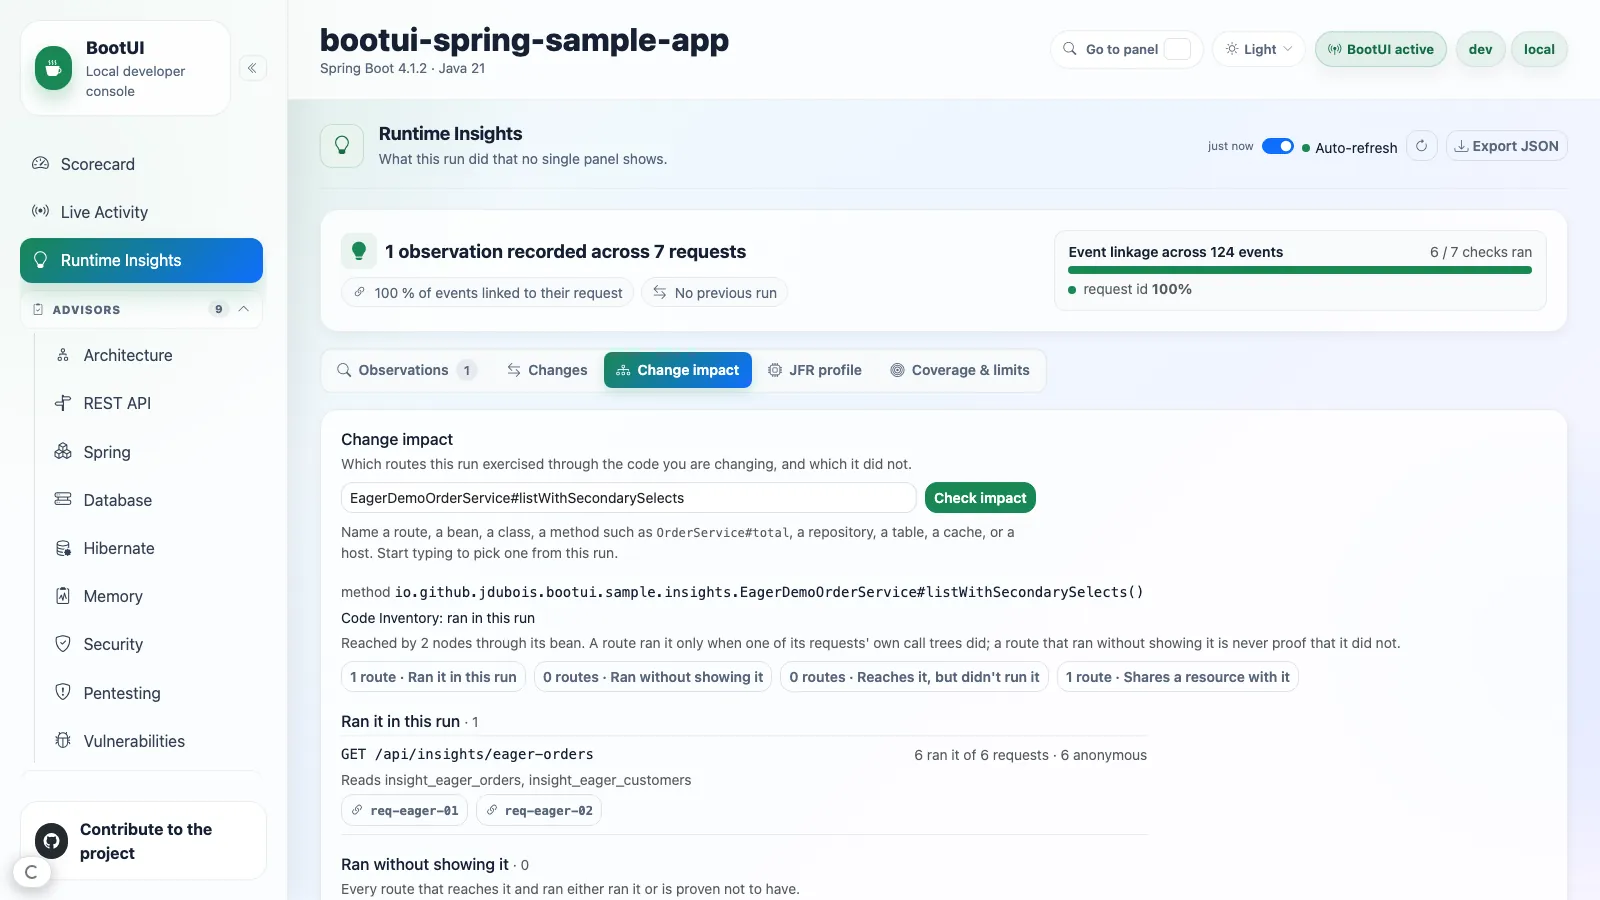 BootUI
Local developer
console
Scorecard
Live Activity
Runtime Insights
ADVISORS 9
Architecture
REST API
Spring
Database
Hibernate
Memory
Security
Pentesting
Vulnerabilities
Contribute to the
project
bootui-spring-sample-app
Spring Boot 4.1.2 · Java 21
Go to panel
Light
BootUI active
dev
local
Runtime Insights
What this run did that no single panel shows.
just now
Auto-refresh
Export JSON
1 observation recorded across 7 requests
100 % of events linked to their request
No previous run
Event linkage across 124 events
6 / 7 checks ran
request id 100%
Observations 1
Changes
Change impact
JFR profile
Coverage & limits
Change impact
Which routes this run exercised through the code you are changing, and which it did not.
EagerDemoOrderService#listWithSecondarySelects
Check impact
Name a route, a bean, a class, a method such as OrderService#total, a repository, a table, a cache, or a
host. Start typing to pick one from this run.
method io.github.jdubois.bootui.sample.insights.EagerDemoOrderService#listWithSecondarySelects()
Code Inventory: ran in this run
Reached by 2 nodes through its bean. A route ran it only when one of its requests' own call trees did; a route that ran without showing it is never proof that it did not.
1 route · Ran it in this run
0 routes · Ran without showing it
0 routes · Reaches it, but didn't run it
1 route · Shares a resource with it
Ran it in this run · 1
GET /api/insights/eager-orders
6 ran it of 6 requests · 6 anonymous
Reads insight_eager_orders, insight_eager_customers
req-eager-01
req-eager-02
Ran without showing it · 0
Every route that reaches it and ran either ran it or is proven not to have.